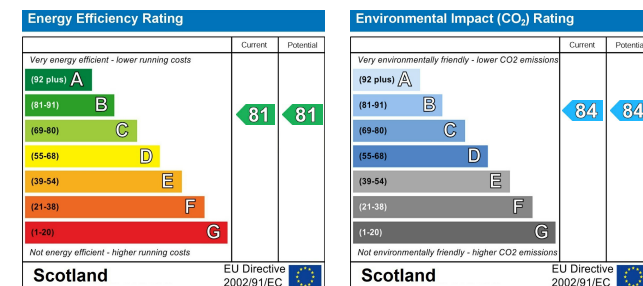 Energy Efficiency Rating
Current Potential
Very energy efficient - lower running costs
(92 plus) A
(81-91) B
81 81
(69-80) C
(55-68) D
(39-54) E
(21-38) F
(1-20) G
Not energy efficient - higher running costs
Scotland
EU Directive
2002/91/EC
Environmental Impact (CO₂) Rating
Current Potentia
Very environmentally friendly - lower CO2 emissions
(92 plus) A
(81-91) B
84 84
(69-80) C
(55-68) D
(39-54) E
(21-38) F
(1-20) G
Not environmentally friendly - higher CO2 emissions
Scotland
EU Directive
2002/91/EC